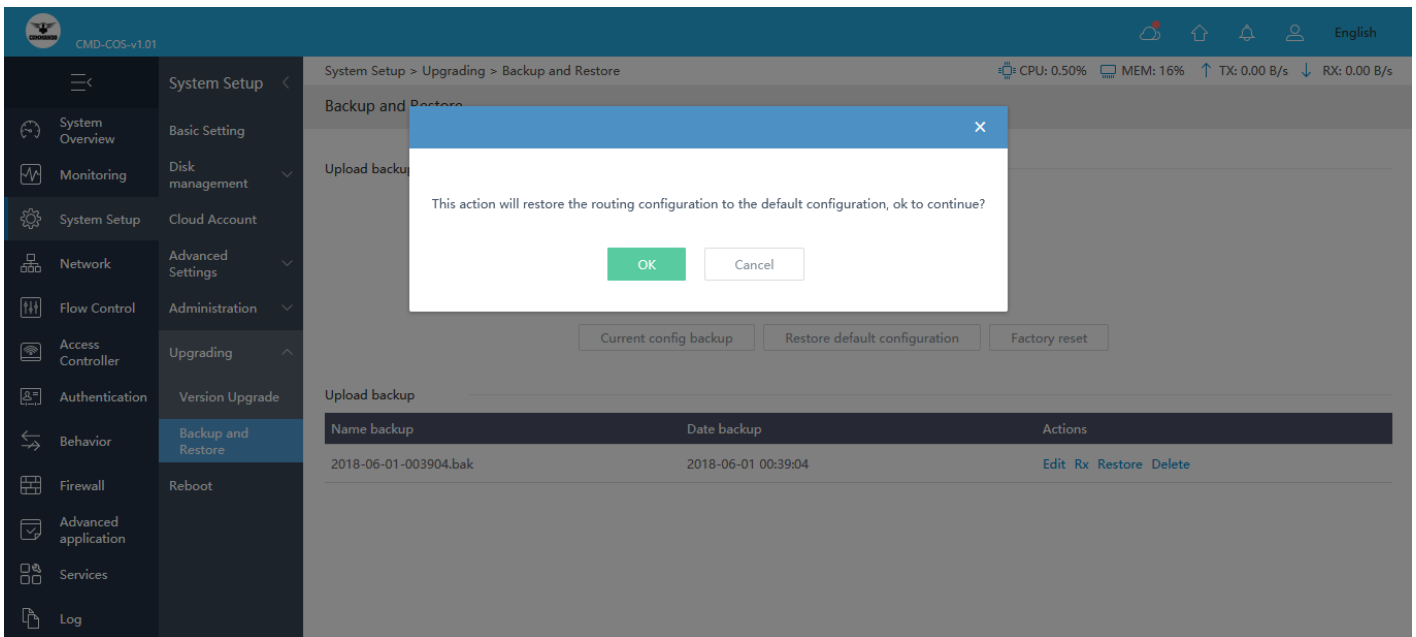 COMMANDO
CMD-COS-v1.01
English
System Setup
System Setup > Upgrading > Backup and Restore
CPU: 0.50%
MEM: 16%
TX: 0.00 B/s
RX: 0.00 B/s
Backup and Restore
System
Overview
Monitoring
System Setup
Network
Flow Control
Access
Controller
Authentication
Behavior
Firewall
Advanced
application
Services
Log
Basic Setting
Disk
management
Cloud Account
Advanced
Settings
Administration
Upgrading
Version Upgrade
Backup and
Restore
Reboot
Upload backup
This action will restore the routing configuration to the default configuration, ok to continue?
OK
Cancel
Current config backup
Restore default configuration
Factory reset
Upload backup
Name backup
Date backup
Actions
2018-06-01-003904.bak
2018-06-01 00:39:04
Edit Rx Restore Delete